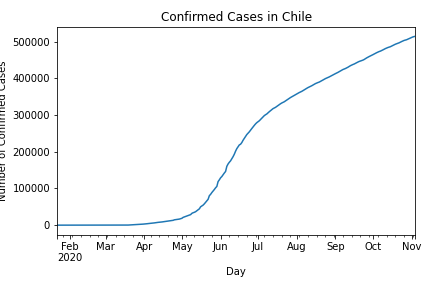 Confirmed Cases in Chile
Number of Confirmed Cases
500000
400000
300000
200000
100000
0
Feb Mar Apr May Jun Jul Aug Sep Oct Nov
2020
Day